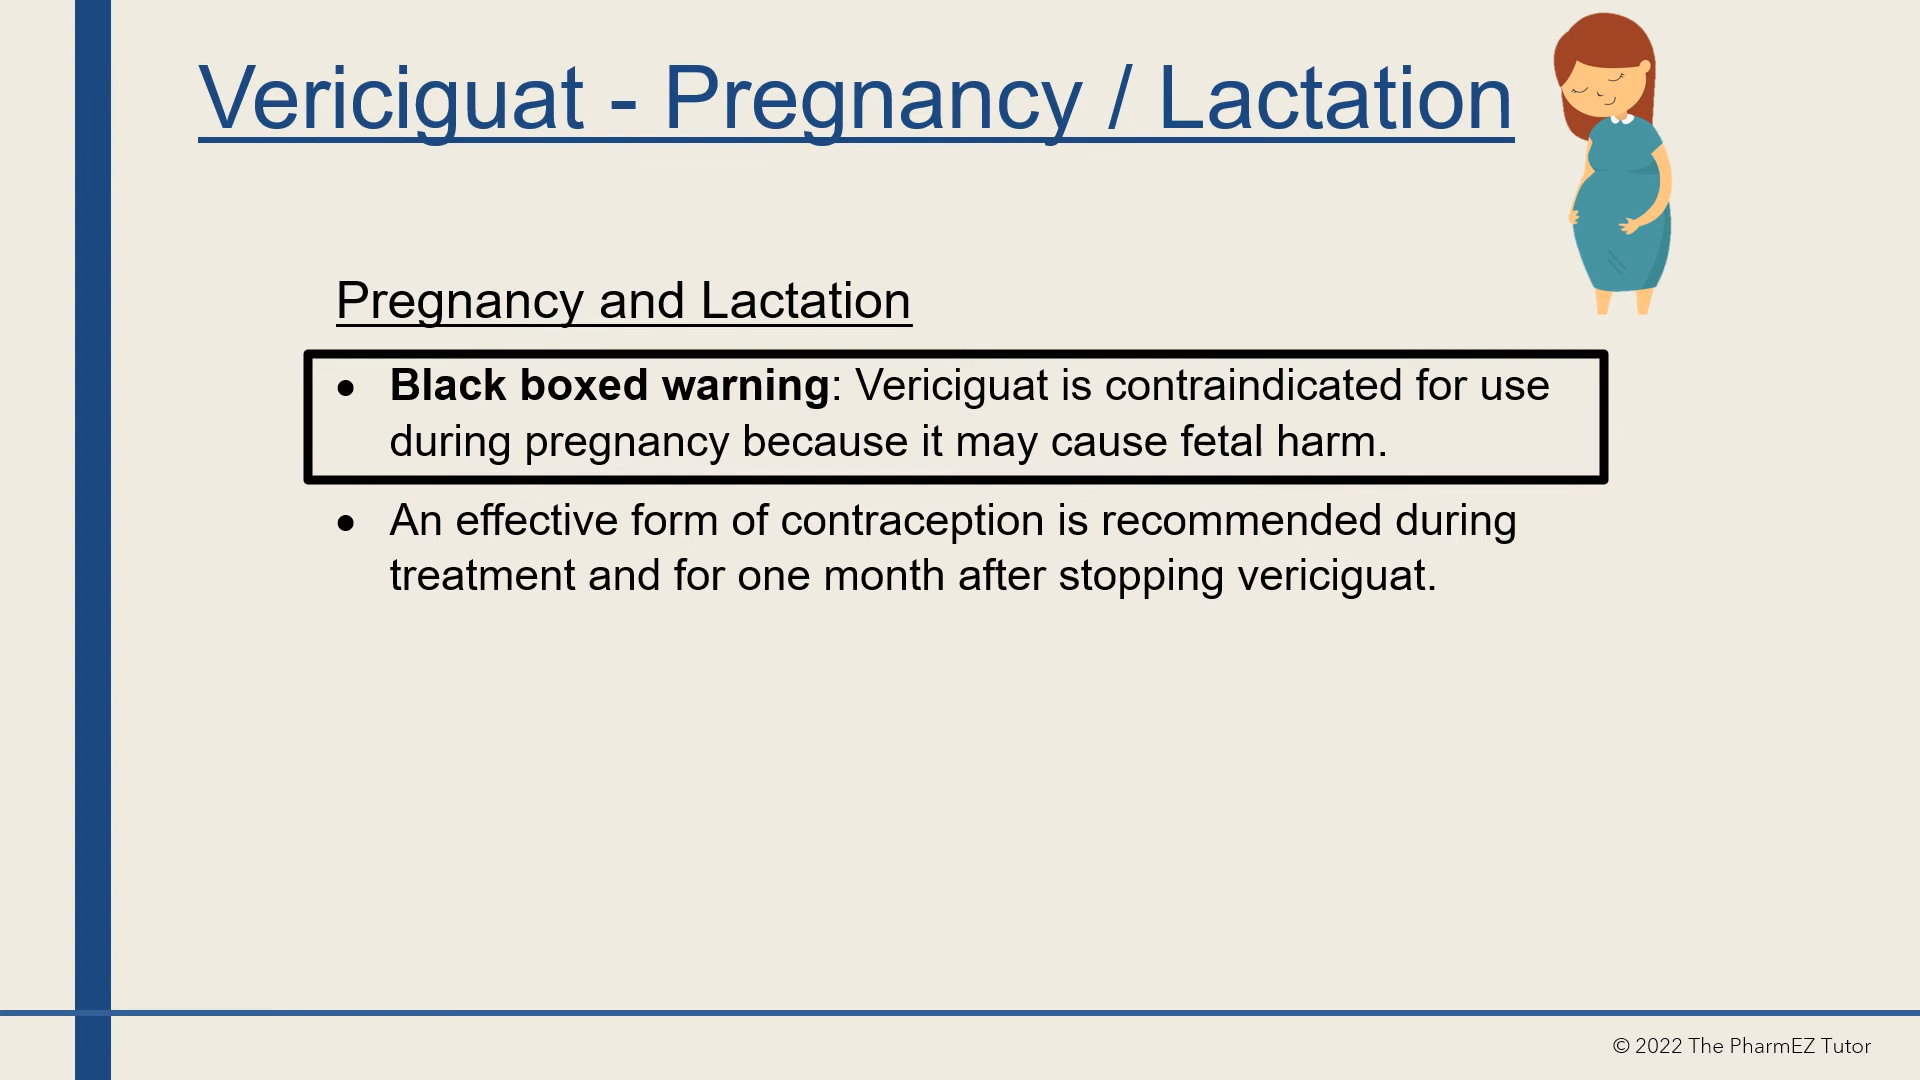 Vericiguat - Pregnancy / Lactation
Pregnancy and Lactation
● Black boxed warning: Vericiguat is contraindicated for use
during pregnancy because it may cause fetal harm.
● An effective form of contraception is recommended during
treatment and for one month after stopping vericiguat.
© 2022 The PharmEZ Tutor